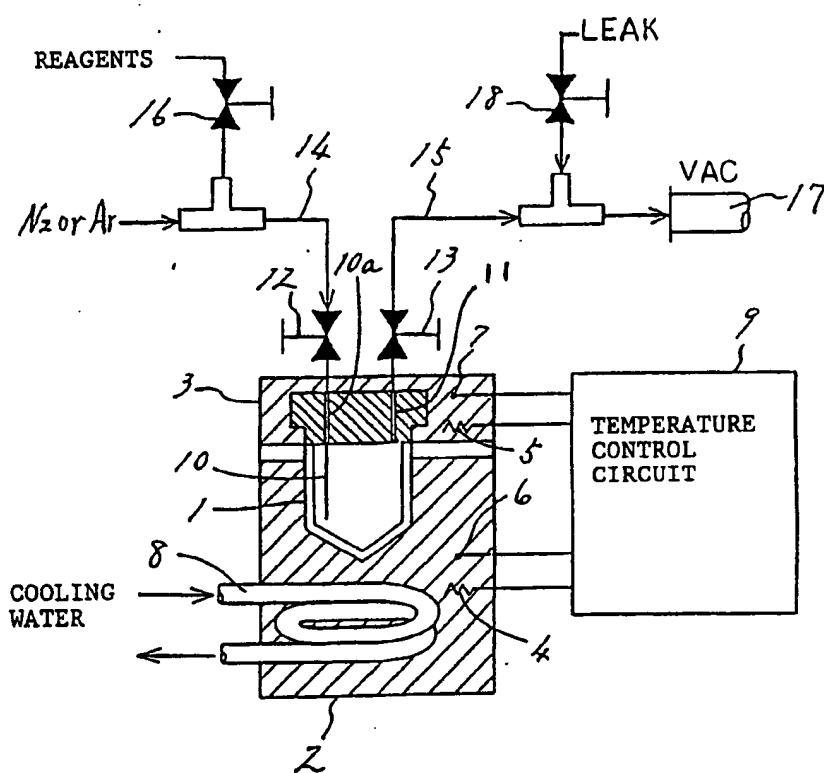 LEAK
REAGENTS
16
18
14
15
VAC
N2 or Ar
17
10a
13
11
12
7
9
3
TEMPERATURE
CONTROL
CIRCUIT
5
10
6
1
8
COOLING
WATER
4
2